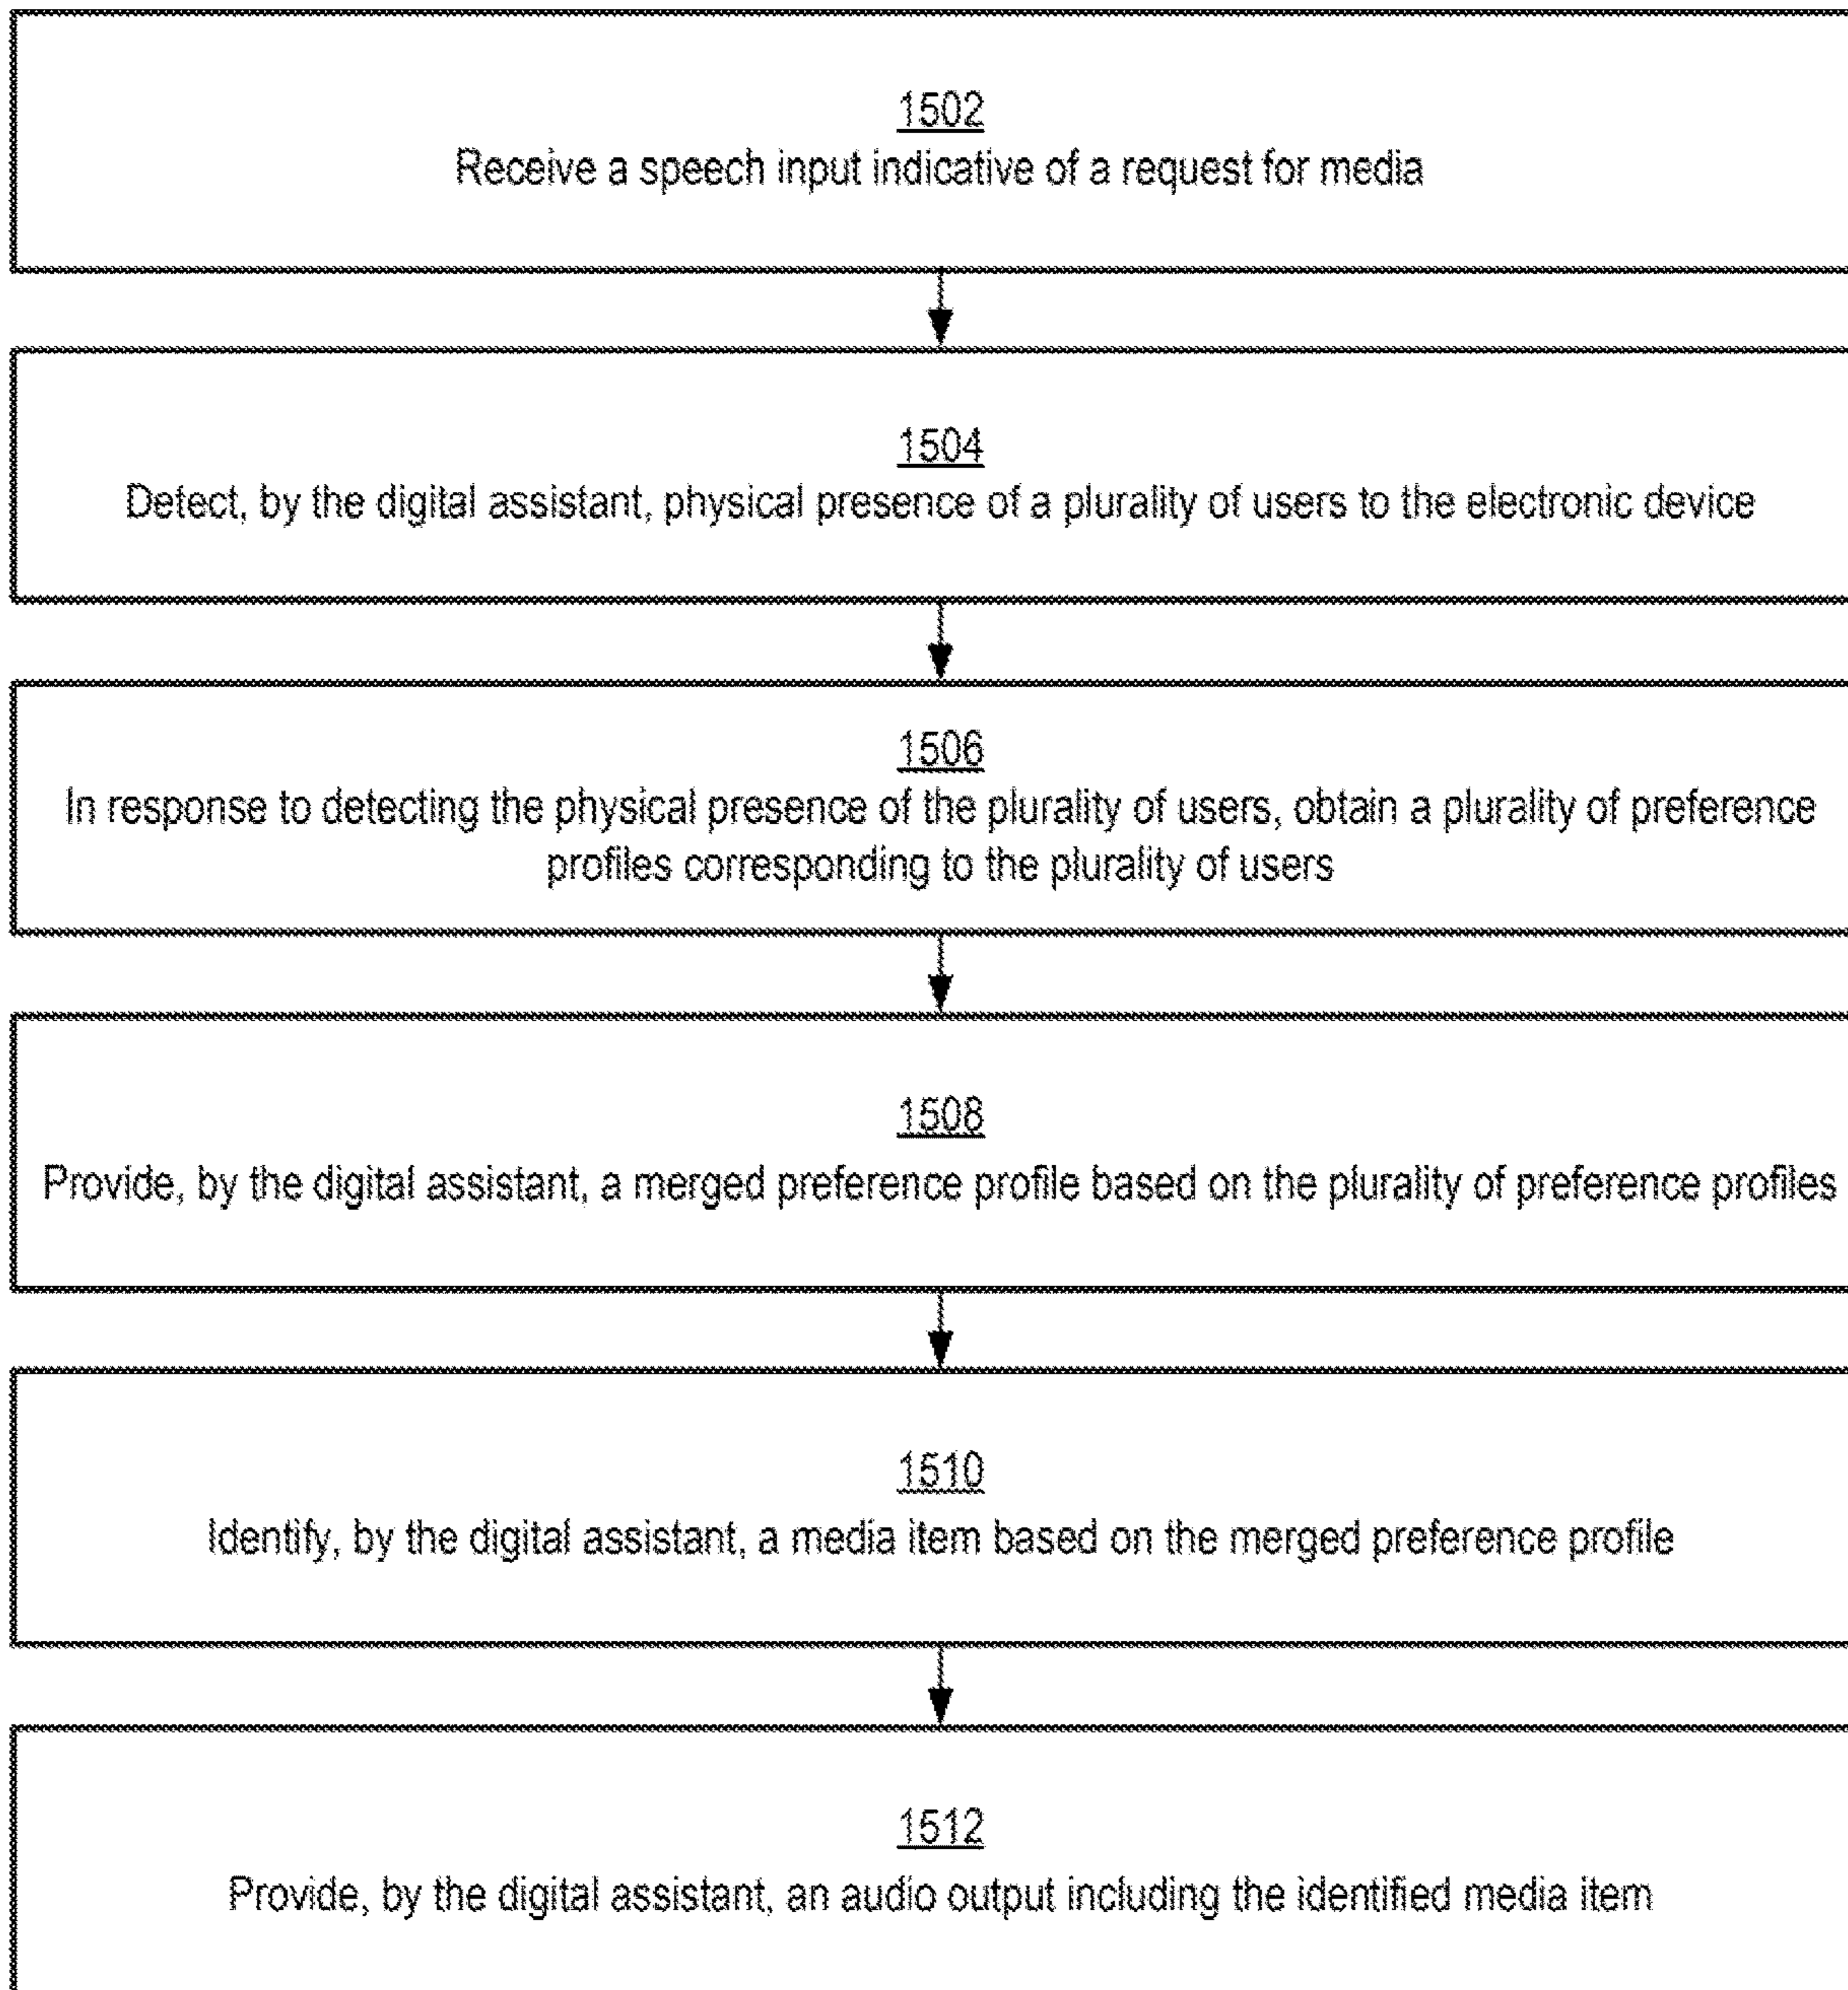 1502
Receive a speech input indicative of a request for media
1504
Detect, by the digital assistant, physical presence of a plurality of users to the electronic device
1506
In response to detecting the physical presence of the plurality of users, obtain a plurality of preference
profiles corresponding to the plurality of users
1508
Provide, by the digital assistant, a merged preference profile based on the plurality of preference profiles
1510
Identify, by the digital assistant, a media item based on the merged preference profile
1512
Provide, by the digital assistant, an audio output including the identified media item